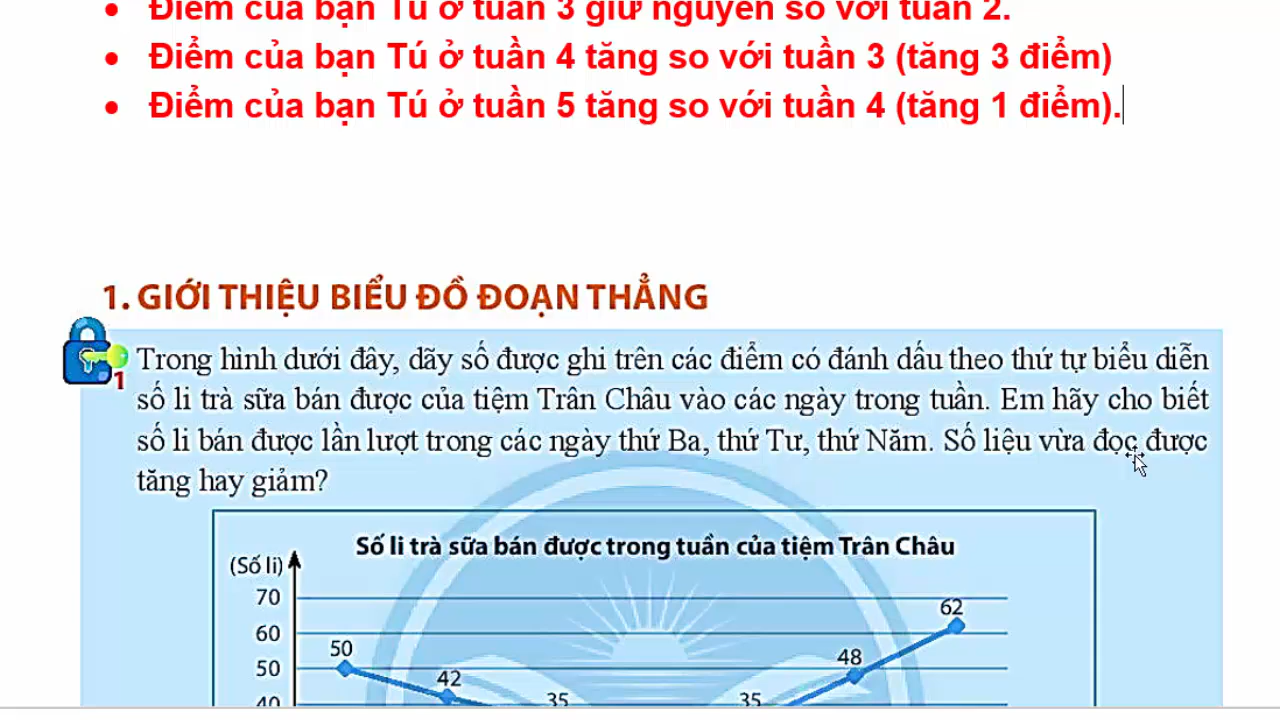 Điểm của bạn Tú ở tuần 3 giữ nguyên so với tuần 2.
Điểm của bạn Tú ở tuần 4 tăng so với tuần 3 (tăng 3 điểm)
Điểm của bạn Tú ở tuần 5 tăng so với tuần 4 (tăng 1 điểm).
1. GIỚI THIỆU BIỂU ĐỒ ĐOẠN THẲNG
1
Trong hình dưới đây, dãy số được ghi trên các điểm có đánh dấu theo thứ tự biểu diễn
số li trà sữa bán được của tiệm Trân Châu vào các ngày trong tuần. Em hãy cho biết
số li bán được lần lượt trong các ngày thứ Ba, thứ Tư, thứ Năm. Số liệu vừa đọc được
tăng hay giảm?
Số li trà sữa bán được trong tuần của tiệm Trân Châu
(Số li)
70
62
60
50
48
50
42
35
35
40